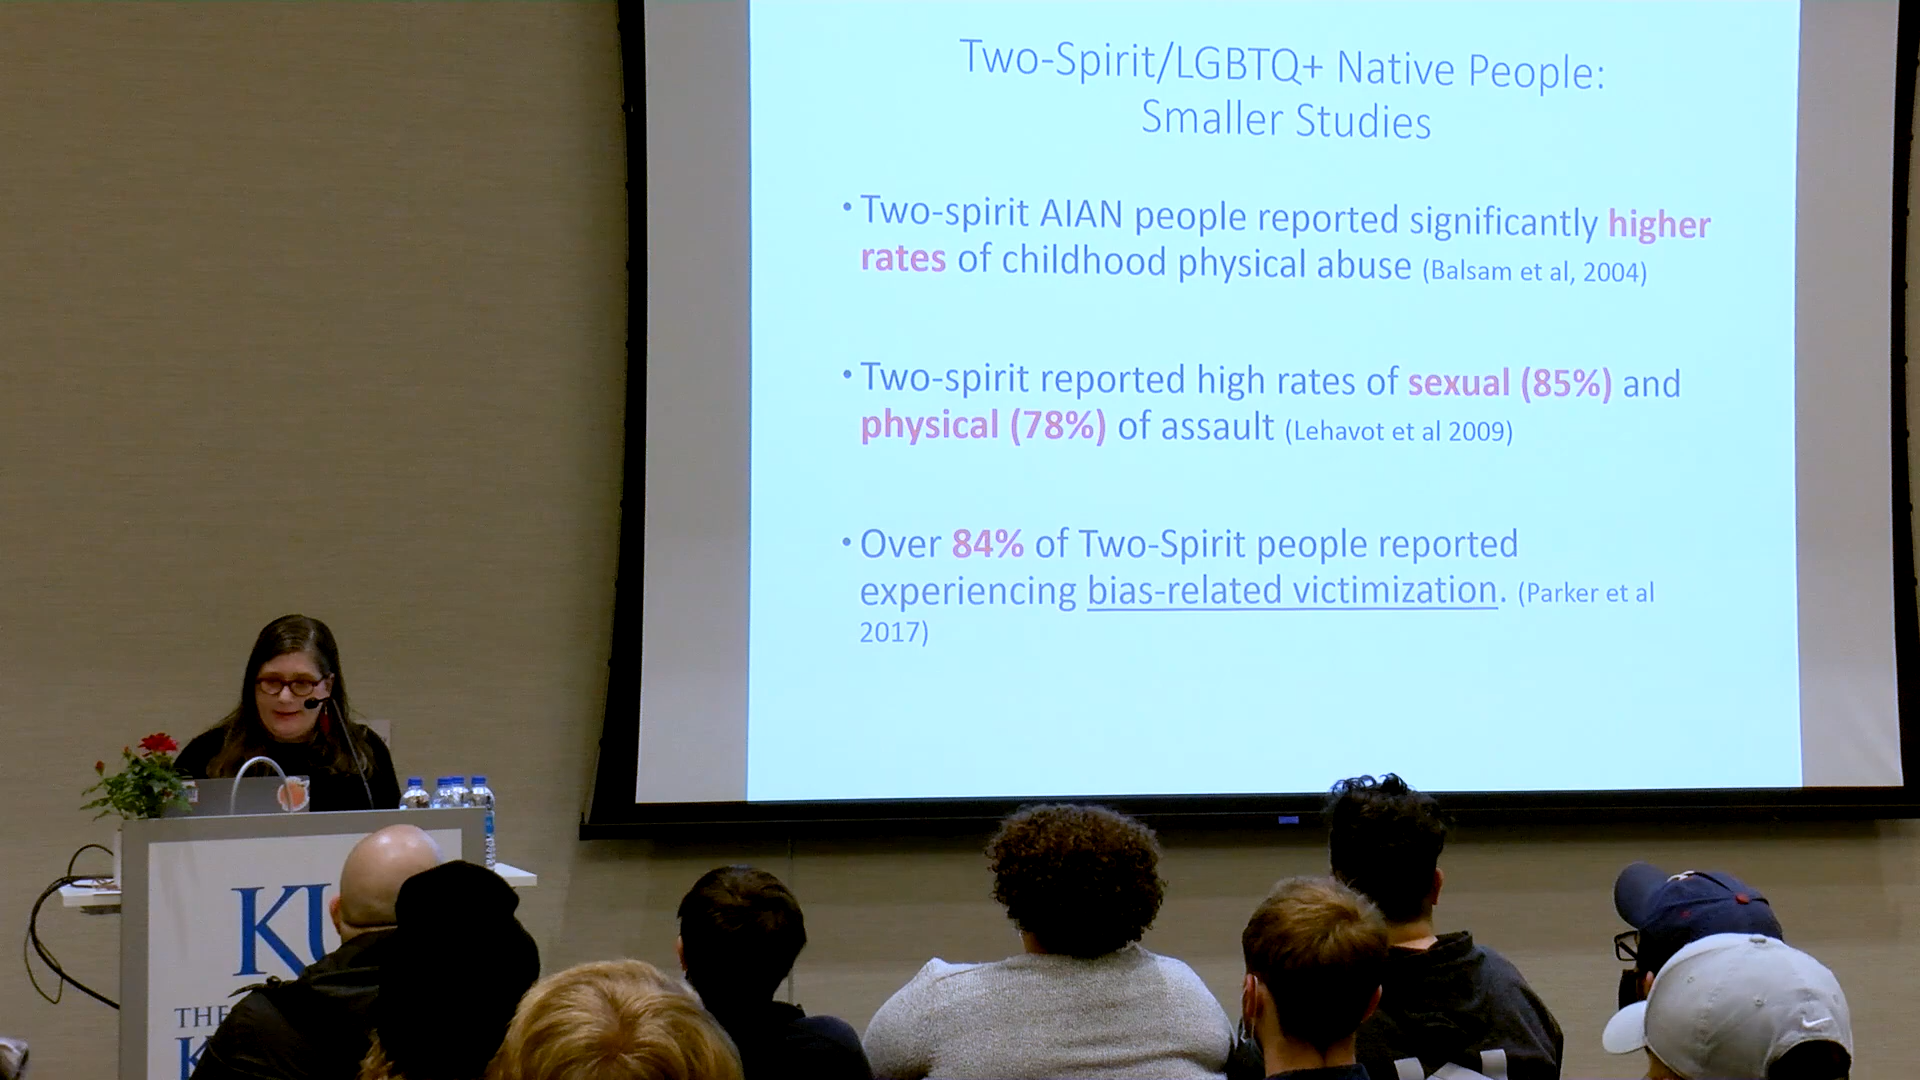 Two-Spirit/LGBTQ+ Native People:
Smaller Studies
• Two-spirit AIAN people reported significantly higher
rates of childhood physical abuse (Balsam et al, 2004)
• Two-spirit reported high rates of sexual (85%) and
physical (78%) of assault (Lehavot et al 2009)
• Over 84% of Two-Spirit people reported
experiencing bias-related victimization. (Parker et al
2017)
KU
THE
K